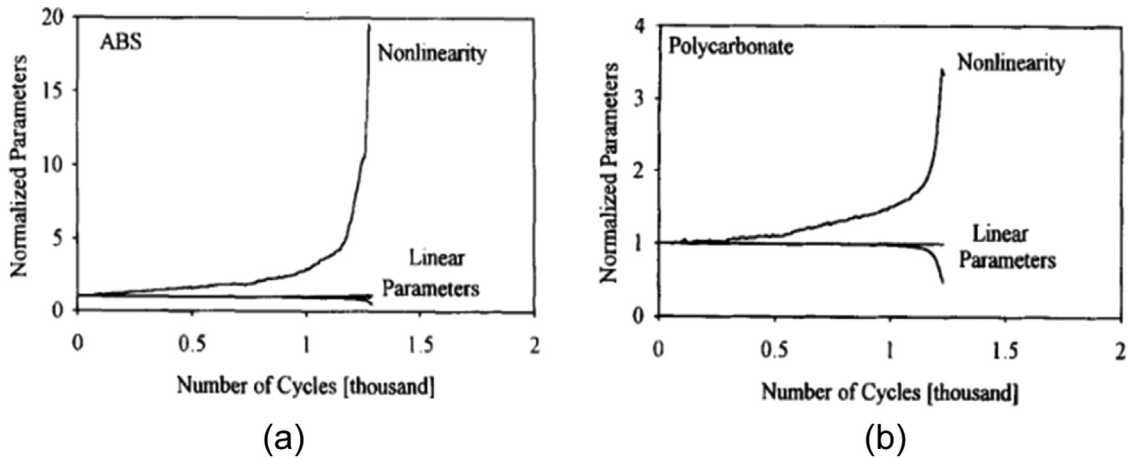 ABS
Normalized Parameters
20
15
10
5
0
Nonlinearity
Linear
Parameters
0 0.5 1 1.5 2
Number of Cycles [thousand]
(a)
Polycarbonate
Normalized Parameters
4
3
2
1
0
Nonlinearity
Linear
Parameters
0 0.5 1 1.5 2
Number of Cycles [thousand]
(b)